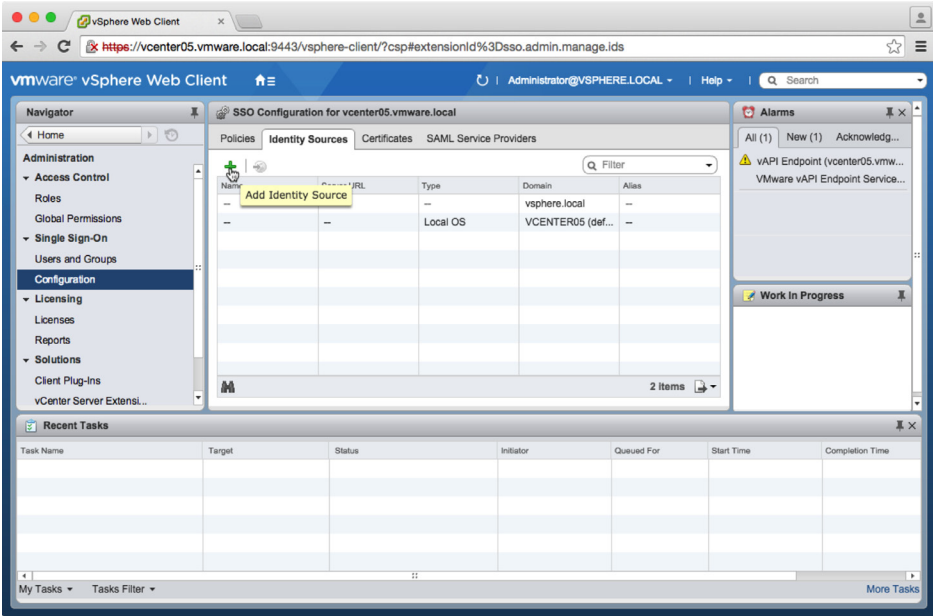 vSphere Web Client
https://vcenter05.vmware.local:9443/vsphere-client/?csp#extensionId%3Dsso.admin.manage.ids
vmware® vSphere Web Client
Administrator@VSPHERE.LOCAL
Help
Search
Navigator
Home
Administration
Access Control
Roles
Global Permissions
Single Sign-On
Users and Groups
Configuration
Licensing
Licenses
Reports
Solutions
Client Plug-Ins
vCenter Server Extensi...
SSO Configuration for vcenter05.vmware.local
Policies Identity Sources Certificates SAML Service Providers
Filter
Name Server URL Type Domain Alias
Add Identity Source
-- -- vsphere.local --
-- -- Local OS VCENTER05 (def... --
2 items
Alarms
All (1) New (1) Acknowledg...
vAPI Endpoint (vcenter05.vmw...
VMware vAPI Endpoint Service...
Work In Progress
Recent Tasks
Task Name Target Status Initiator Queued For Start Time Completion Time
My Tasks Tasks Filter More Tasks